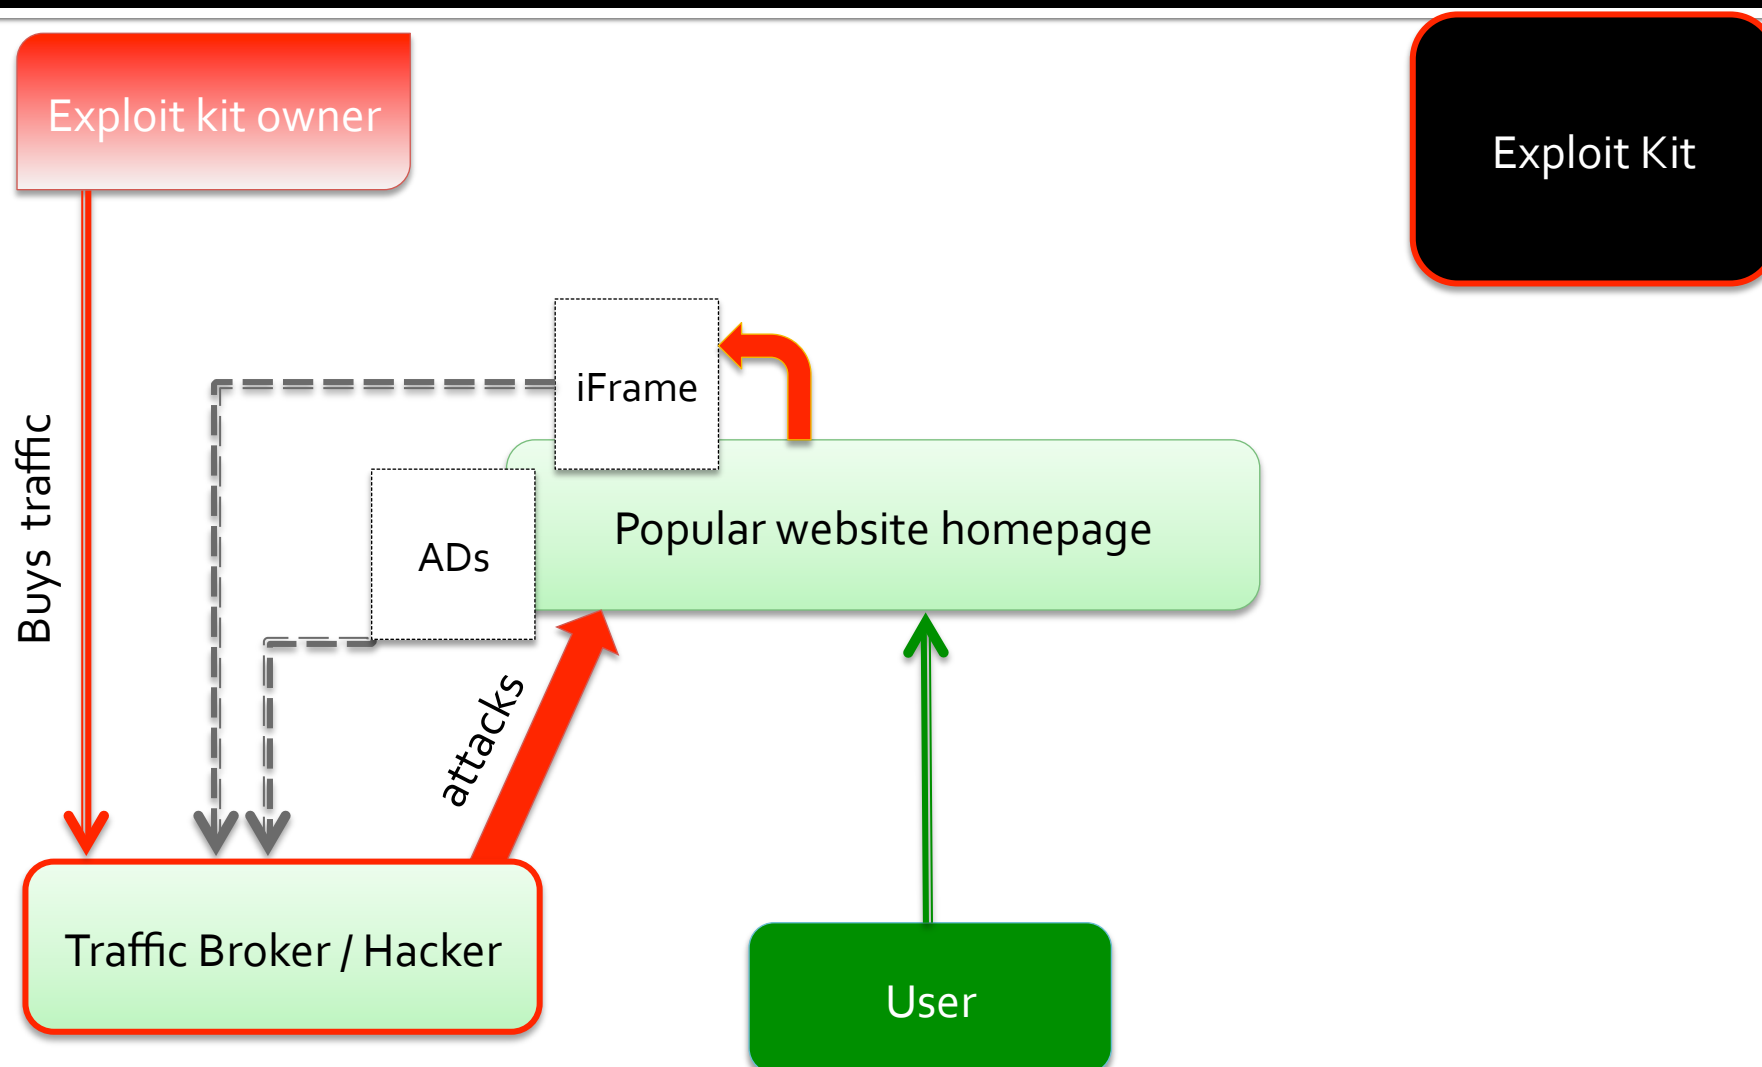 Exploit kit owner
Exploit Kit
Buys traffic
iFrame
Popular website homepage
ADs
attacks
Traffic Broker / Hacker
User